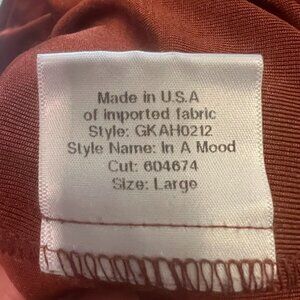 Made in U.S.A
of imported fabric
Style: GKAH0212
Style Name: In A Mood
Cut: 604674
Size: Large